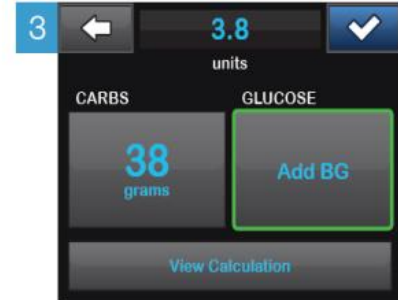 3
3.8
units
CARBS GLUCOSE
38
grams
Add BG
View Calculation